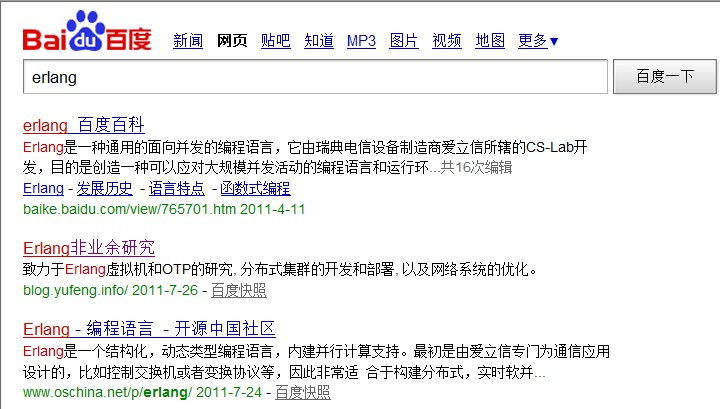 Bai du 百度 新闻 网页 贴吧 知道 MP3 图片 视频 地图 更多▼
erlang 百度一下
erlang_百度百科
Erlang是一种通用的面向并发的编程语言，它由瑞典电信设备制造商爱立信所辖的CS-Lab开
发，目的是创造一种可以应对大规模并发活动的编程语言和运行环...共16次编辑
Erlang - 发展历史 - 语言特点 - 函数式编程
baike.baidu.com/view/765701.htm 2011-4-11
Erlang非业余研究
致力于Erlang虚拟机和OTP的研究, 分布式集群的开发和部署, 以及网络系统的优化。
blog.yufeng.info/ 2011-7-26 - 百度快照
Erlang - 编程语言 - 开源中国社区
Erlang是一个结构化，动态类型编程语言，内建并行计算支持。最初是由爱立信专门为通信应用
设计的，比如控制交换机或者变换协议等，因此非常适 合于构建分布式，实时软并...
www.oschina.net/p/erlang/ 2011-7-24 - 百度快照